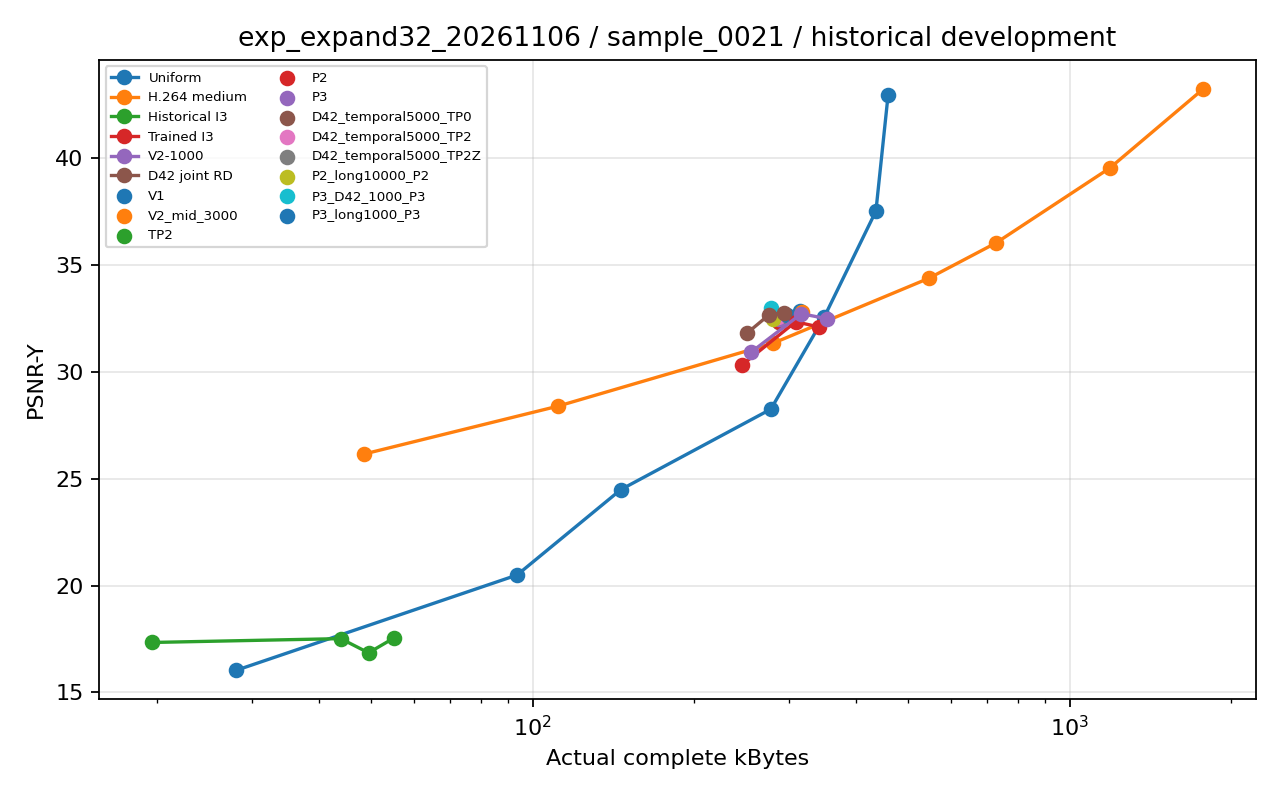 exp_expand32_20261106 / sample_0021 / historical development
Uniform
H.264 medium
Historical I3
Trained I3
V2-1000
D42 joint RD
V1
V2_mid_3000
TP2
P2
P3
D42_temporal5000_TP0
D42_temporal5000_TP2
D42_temporal5000_TP2Z
P2_long10000_P2
P3_D42_1000_P3
P3_long1000_P3
40
35
30
25
20
15
PSNR-Y
10²
10³
Actual complete kBytes